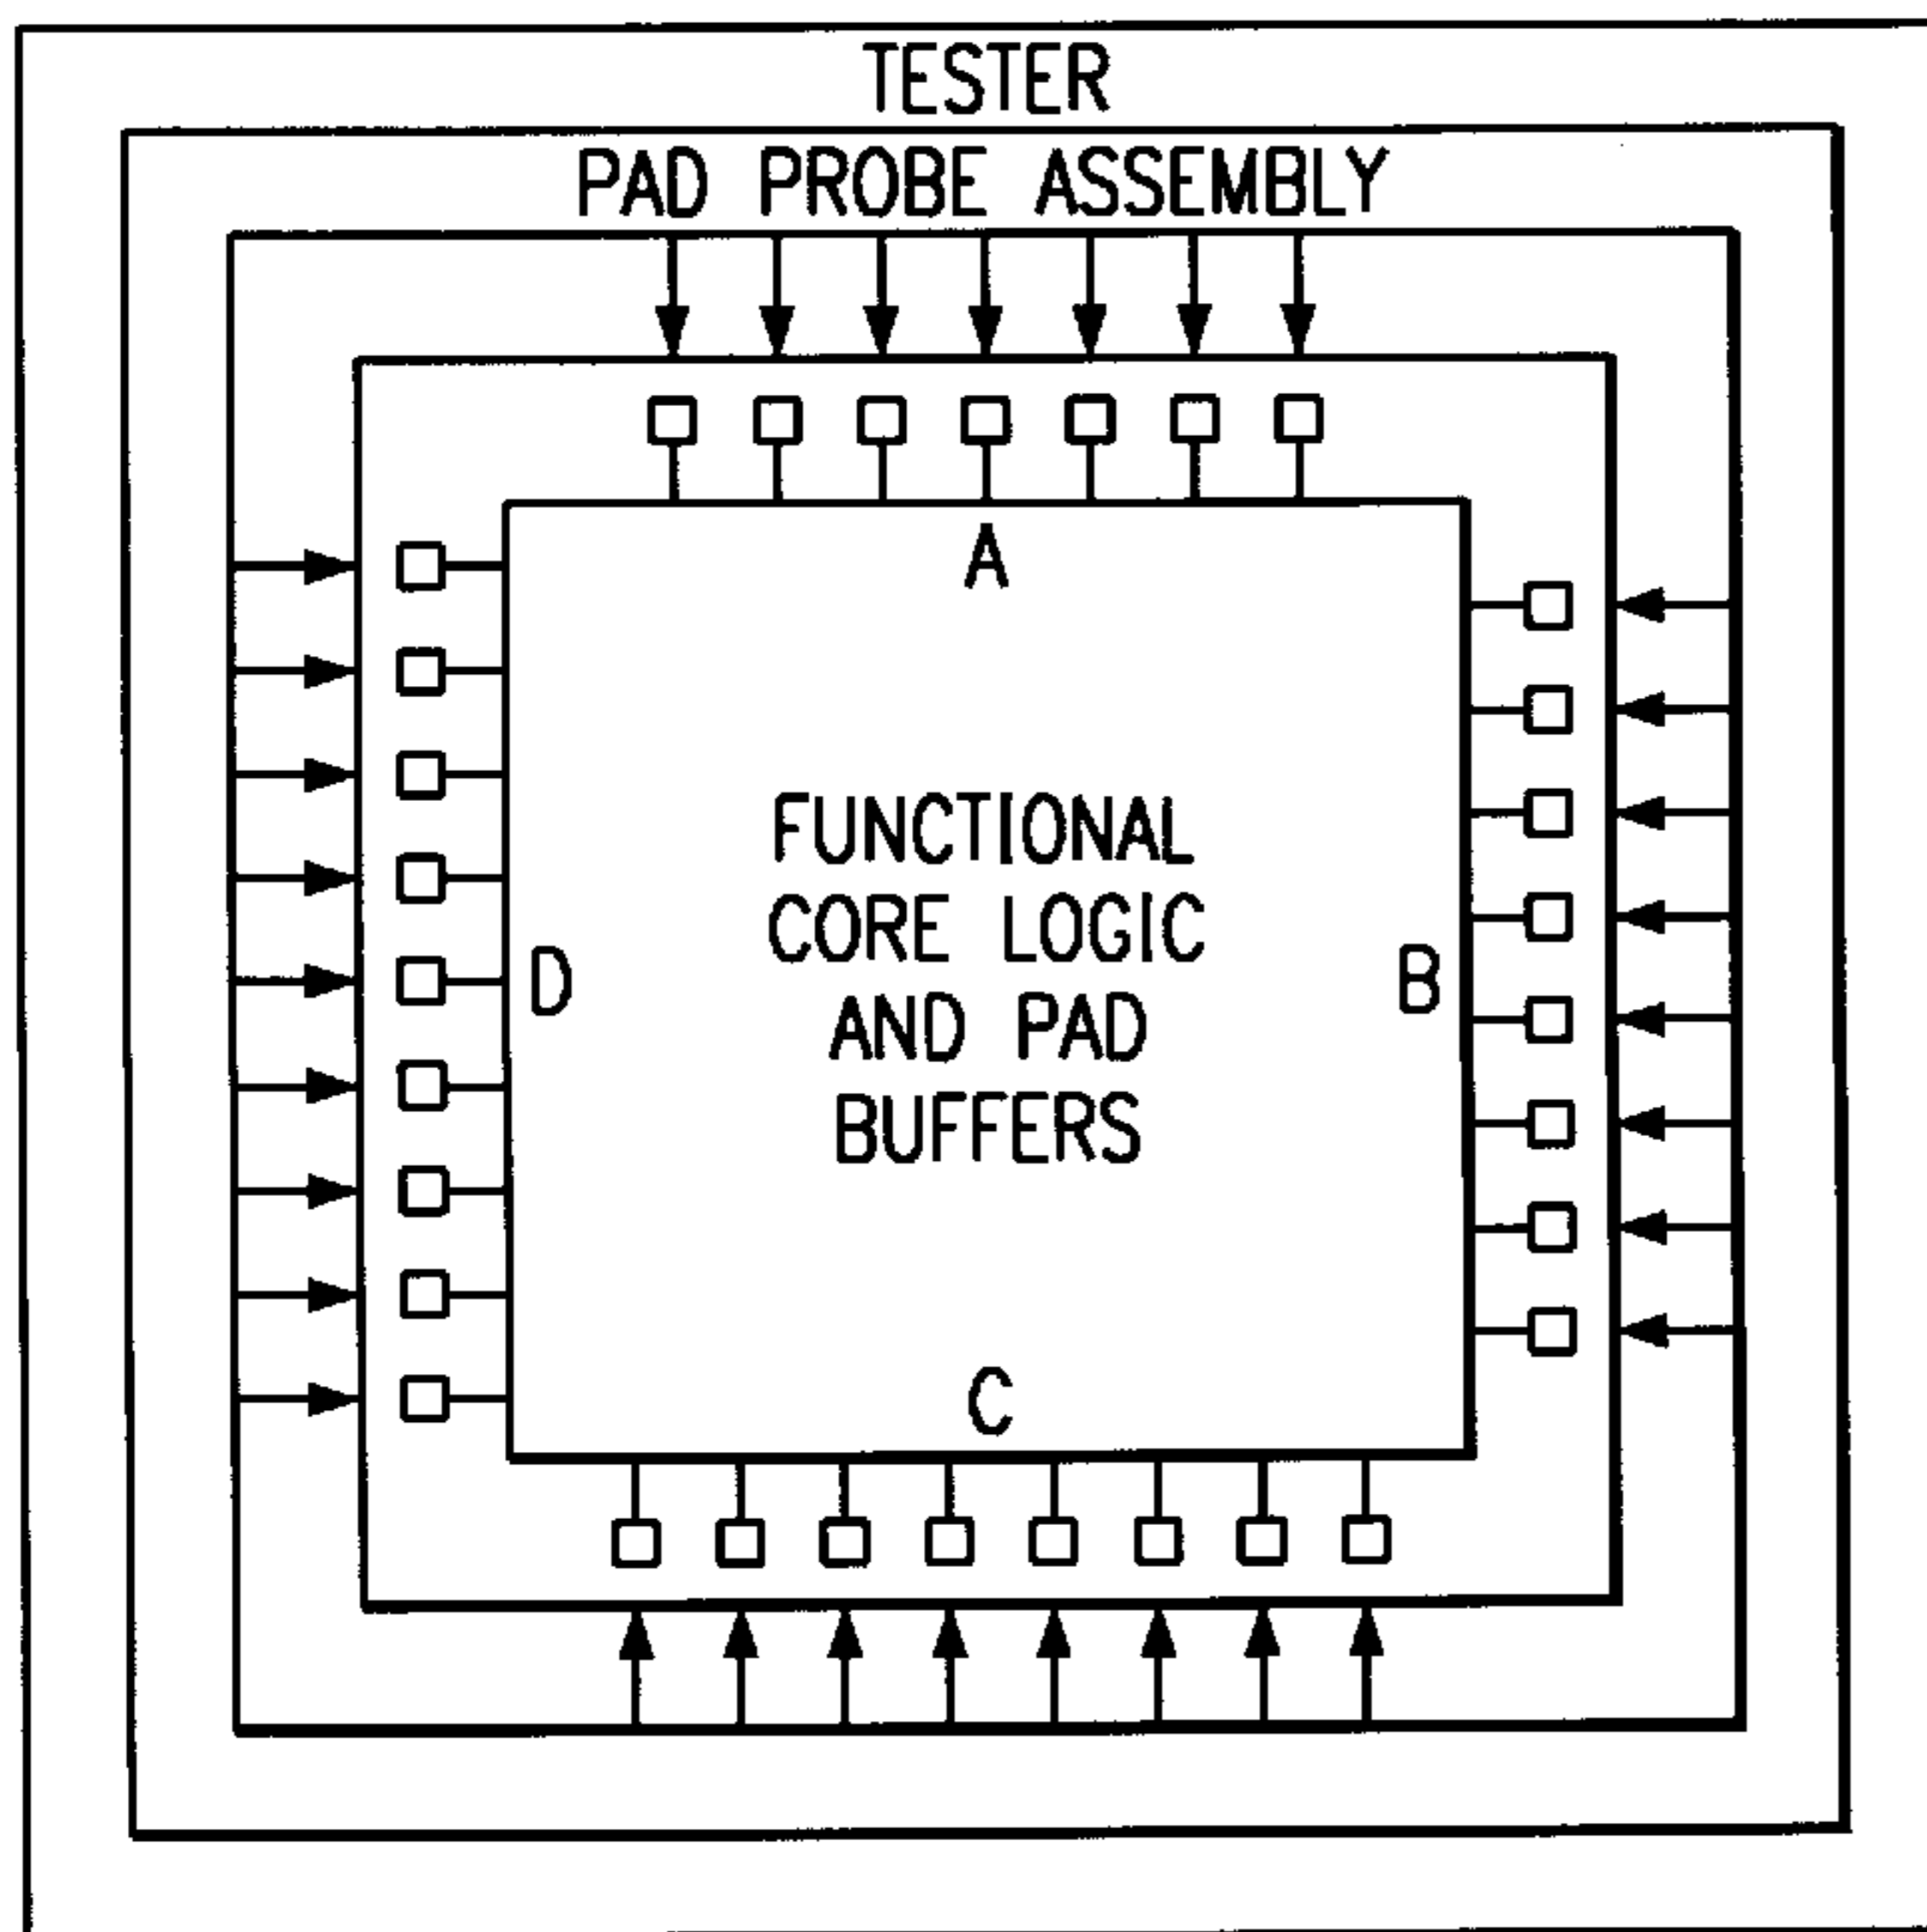 TESTER
PAD PROBE ASSEMBLY
A
FUNCTIONAL
CORE LOGIC
D
B
AND PAD
BUFFERS
C